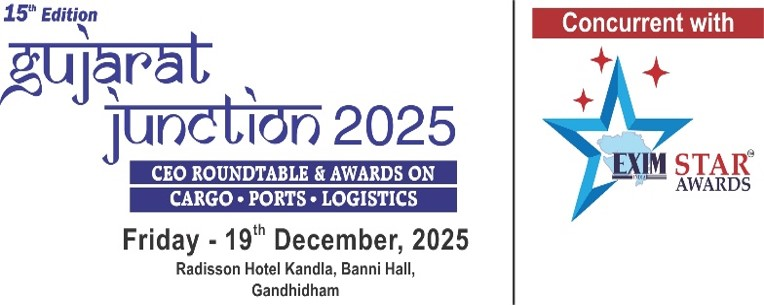 15th Edition
gujarat
junction 2025
CEO ROUNDTABLE & AWARDS ON
CARGO • PORTS • LOGISTICS
Friday - 19th December, 2025
Radisson Hotel Kandla, Banni Hall,
Gandhidham
Concurrent with
EXIM STAR
AWARDS